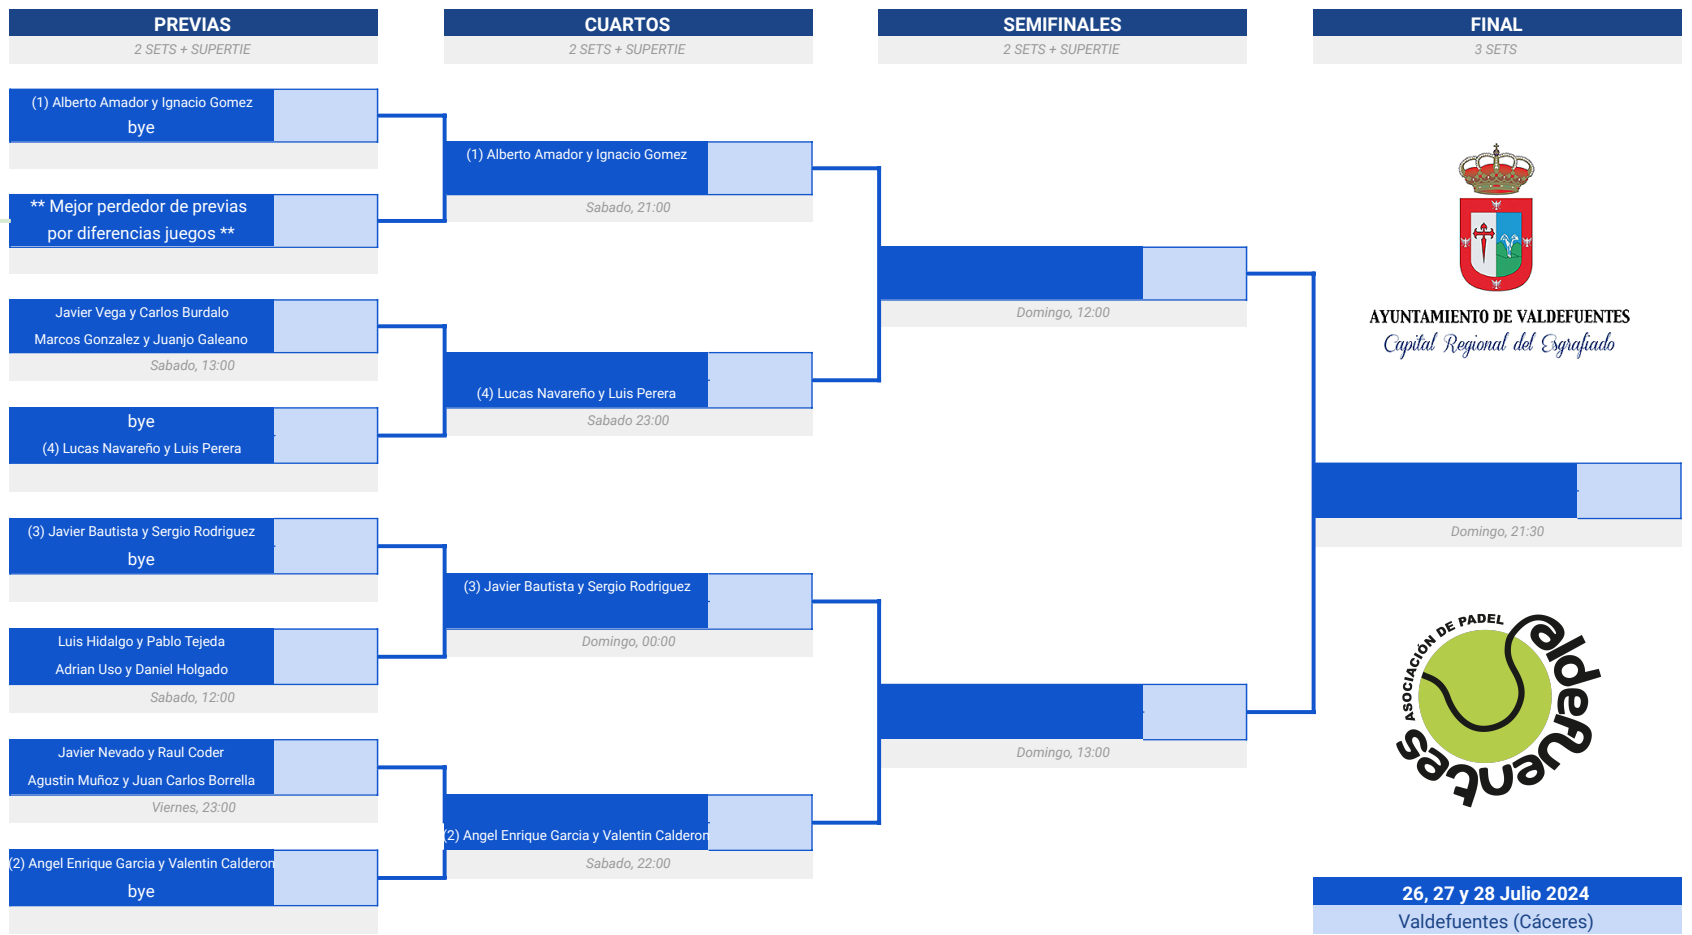 PREVIAS
2 SETS + SUPERTIE
(1) Alberto Amador y Ignacio Gomez
bye
** Mejor perdedor de previas
por diferencias juegos **
Javier Vega y Carlos Burdalo
Marcos Gonzalez y Juanjo Galeano
Sabado, 13:00
bye
(4) Lucas Navareño y Luis Perera
(3) Javier Bautista y Sergio Rodriguez
bye
Luis Hidalgo y Pablo Tejeda
Adrian Uso y Daniel Holgado
Sabado, 12:00
Javier Nevado y Raul Coder
Agustin Muñoz y Juan Carlos Borrella
Viernes, 23:00
(2) Angel Enrique Garcia y Valentin Calderon
bye
CUARTOS
2 SETS + SUPERTIE
(1) Alberto Amador y Ignacio Gomez
Sabado, 21:00
(4) Lucas Navareño y Luis Perera
Sabado 23:00
(3) Javier Bautista y Sergio Rodriguez
Domingo, 00:00
(2) Angel Enrique Garcia y Valentin Calderon
Sabado, 22:00
SEMIFINALES
2 SETS + SUPERTIE
Domingo, 12:00
Domingo, 13:00
FINAL
3 SETS
AYUNTAMIENTO DE VALDEFUENTES
Capital Regional del Esgrafiado
Domingo, 21:30
ASOCIACIÓN DE PADEL
Valdefuentes
26, 27 y 28 Julio 2024
Valdefuentes (Cáceres)